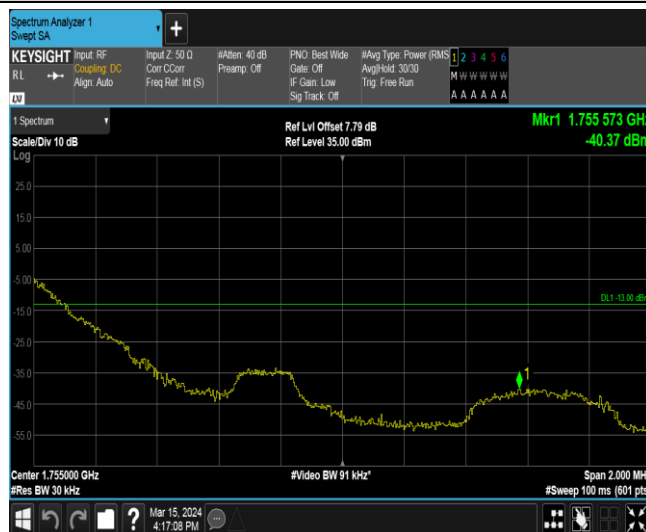 Spectrum Analyzer 1
Swept SA
KEYSIGHT
RL
LXI
Input: RF
Coupling: DC
Align: Auto
Input Z: 50 Ω
Corr CCorr
Freq Ref: Int (S)
#Atten: 40 dB
Preamp: Off
PNO: Best Wide
Gate: Off
IF Gain: Low
Sig Track: Off
#Avg Type: Power (RMS
Avg|Hold: 30/30
Trig: Free Run
1 2 3 4 5 6
M W W W W W
A A A A A A
1 Spectrum
Scale/Div 10 dB
Log
Ref Lvl Offset 7.79 dB
Ref Level 35.00 dBm
Mkr1 1.755 573 GHz
-40.37 dBm
25.0
15.0
5.00
-5.00
DL1 -13.00 dBm
-15.0
-25.0
-35.0
1
-45.0
-55.0
Center 1.755000 GHz
#Res BW 30 kHz
#Video BW 91 kHz*
Span 2.000 MH
#Sweep 100 ms (601 pts
?
Mar 15, 2024
4:17:08 PM